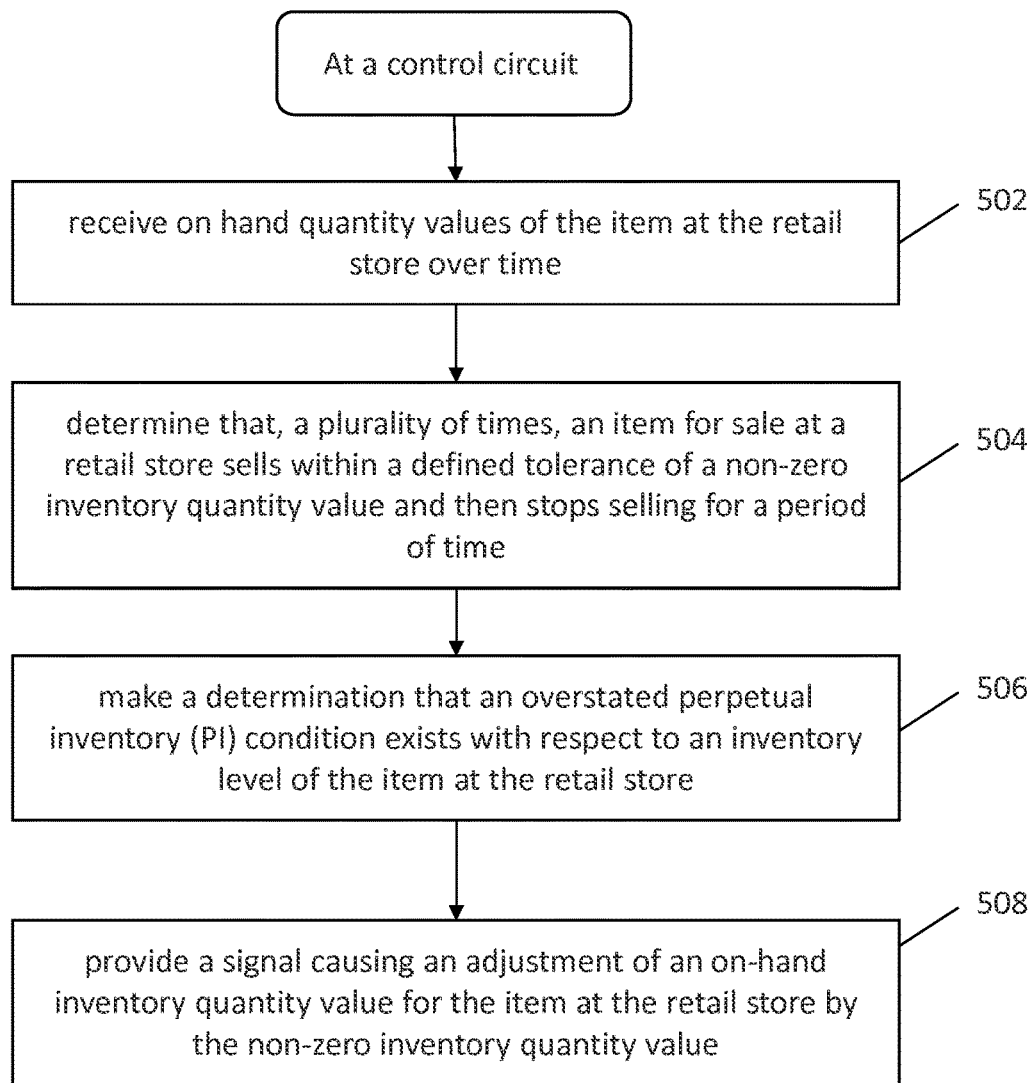 At a control circuit
502
receive on hand quantity values of the item at the retail
store over time
504
determine that, a plurality of times, an item for sale at a
retail store sells within a defined tolerance of a non-zero
inventory quantity value and then stops selling for a period
of time
506
make a determination that an overstated perpetual
inventory (PI) condition exists with respect to an inventory
level of the item at the retail store
508
provide a signal causing an adjustment of an on-hand
inventory quantity value for the item at the retail store by
the non-zero inventory quantity value